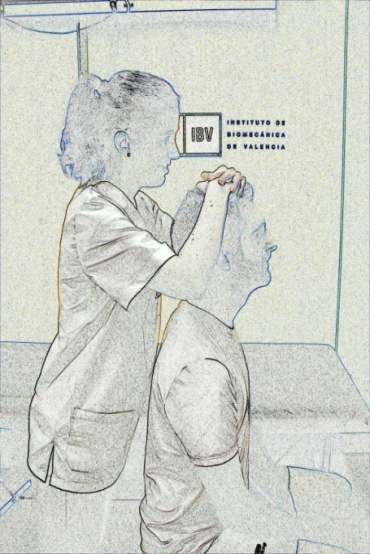 IBV
INSTITUTO DE
BIOMECÁNICA
DE VALENCIA